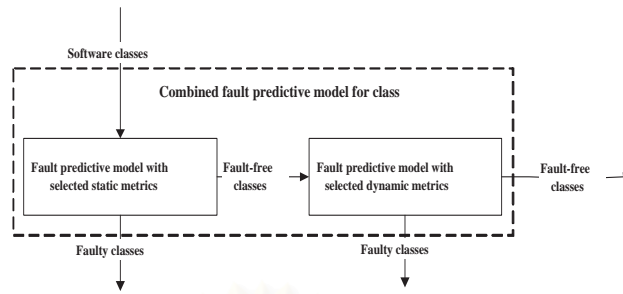 Software classes
Combined fault predictive model for class
Fault predictive model with
selected static metrics
Fault-free
classes
Fault predictive model with
selected dynamic metrics
Fault-free
classes
Faulty classes
Faulty classes